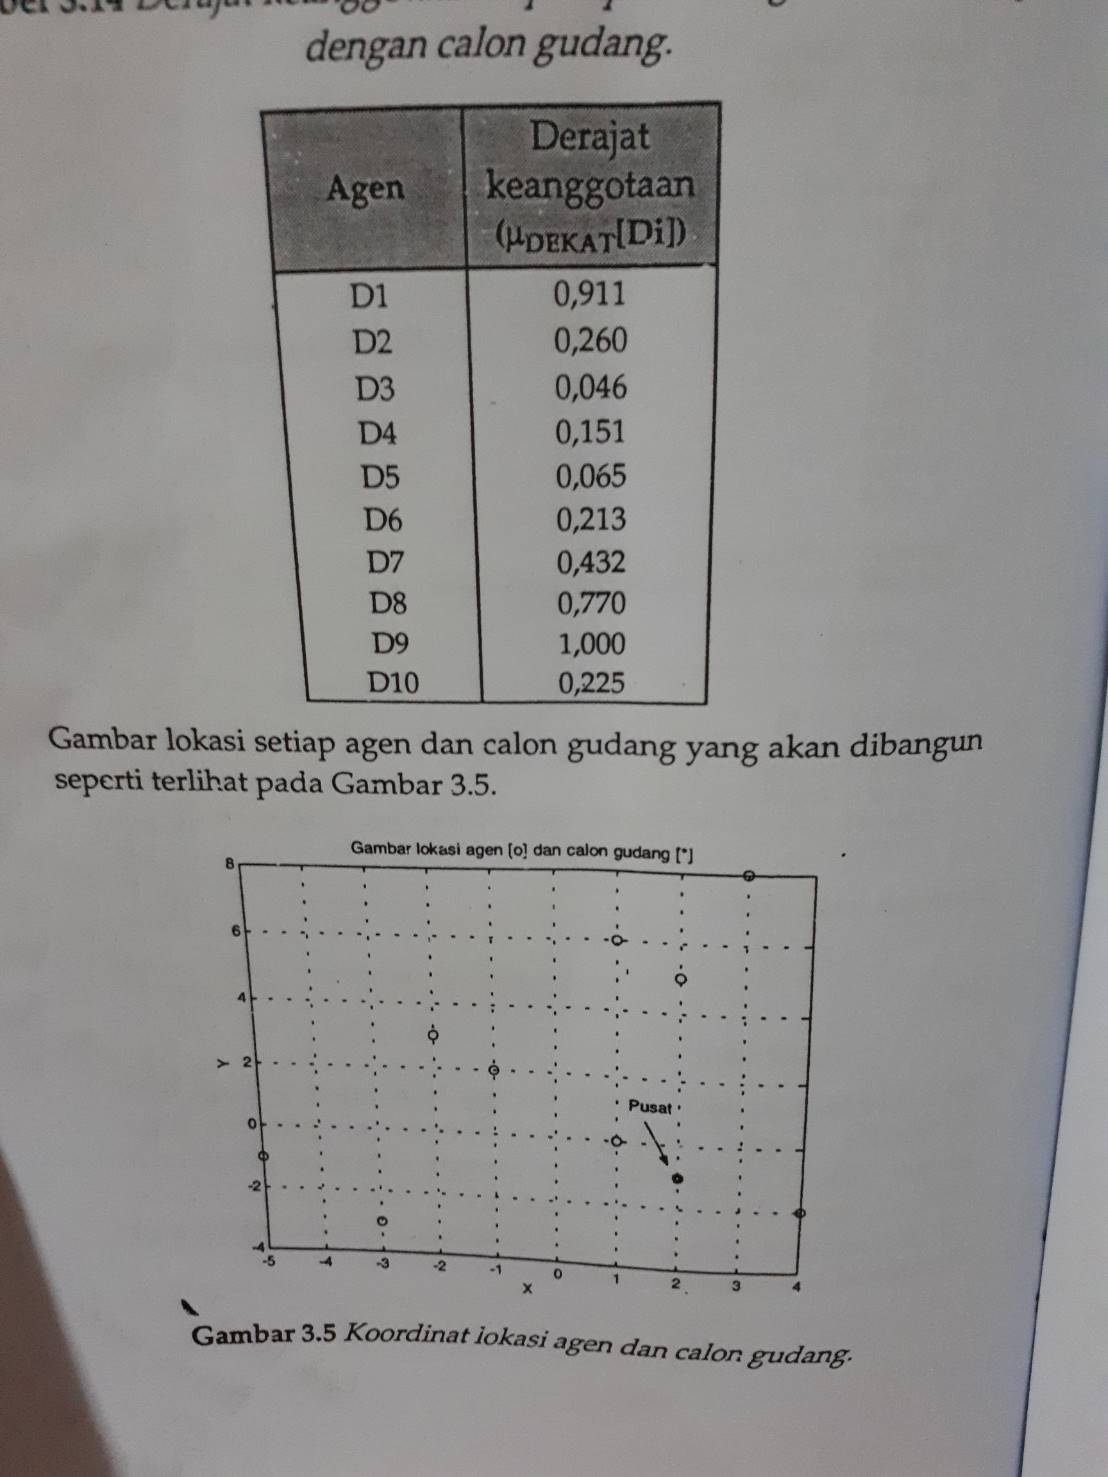 dengan calon gudang.
Agen
Derajat
keanggotaan
(μDEKAT[Di])
D1 0,911
D2 0,260
D3 0,046
D4 0,151
D5 0,065
D6 0,213
D7 0,432
D8 0,770
D9 1,000
D10 0,225
Gambar lokasi setiap agen dan calon gudang yang akan dibangun
seperti terlihat pada Gambar 3.5.
Gambar lokasi agen [o] dan calon gudang [*]
8
6
4
Y 2
0
-2
-4
Pusat
-5 -4 -3 -2 -1 0 1 2 3 4
X
Gambar 3.5 Koordinat lokasi agen dan calon gudang.